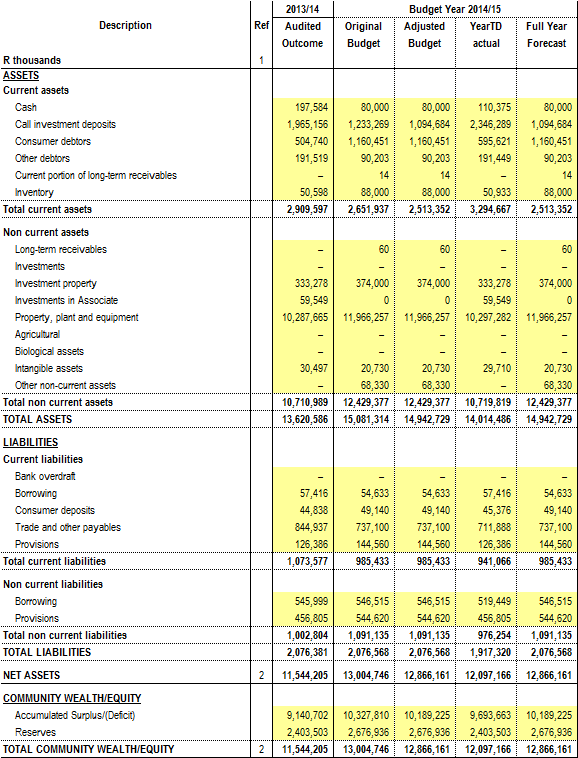 2013/14 Budget Year 2014/15
Description Ref Audited Original Adjusted YearTD Full Year
Outcome Budget Budget actual Forecast
R thousands 1
ASSETS
Current assets
Cash 197,584 80,000 80,000 110,375 80,000
Call investment deposits 1,965,156 1,233,269 1,094,684 2,346,289 1,094,684
Consumer debtors 504,740 1,160,451 1,160,451 595,621 1,160,451
Other debtors 191,519 90,203 90,203 191,449 90,203
Current portion of long-term receivables – 14 14 – 14
Inventory 50,598 88,000 88,000 50,933 88,000
Total current assets 2,909,597 2,651,937 2,513,352 3,294,667 2,513,352
Non current assets
Long-term receivables – 60 60 – 60
Investments – – – – –
Investment property 333,278 374,000 374,000 333,278 374,000
Investments in Associate 59,549 0 0 59,549 0
Property, plant and equipment 10,287,665 11,966,257 11,966,257 10,297,282 11,966,257
Agricultural – – – – –
Biological assets – – – – –
Intangible assets 30,497 20,730 20,730 29,710 20,730
Other non-current assets – 68,330 68,330 – 68,330
Total non current assets 10,710,989 12,429,377 12,429,377 10,719,819 12,429,377
TOTAL ASSETS 13,620,586 15,081,314 14,942,729 14,014,486 14,942,729
LIABILITIES
Current liabilities
Bank overdraft – – – – –
Borrowing 57,416 54,633 54,633 57,416 54,633
Consumer deposits 44,838 49,140 49,140 45,376 49,140
Trade and other payables 844,937 737,100 737,100 711,888 737,100
Provisions 126,386 144,560 144,560 126,386 144,560
Total current liabilities 1,073,577 985,433 985,433 941,066 985,433
Non current liabilities
Borrowing 545,999 546,515 546,515 519,449 546,515
Provisions 456,805 544,620 544,620 456,805 544,620
Total non current liabilities 1,002,804 1,091,135 1,091,135 976,254 1,091,135
TOTAL LIABILITIES 2,076,381 2,076,568 2,076,568 1,917,320 2,076,568
NET ASSETS 2 11,544,205 13,004,746 12,866,161 12,097,166 12,866,161
COMMUNITY WEALTH/EQUITY
Accumulated Surplus/(Deficit) 9,140,702 10,327,810 10,189,225 9,693,663 10,189,225
Reserves 2,403,503 2,676,936 2,676,936 2,403,503 2,676,936
TOTAL COMMUNITY WEALTH/EQUITY 2 11,544,205 13,004,746 12,866,161 12,097,166 12,866,161